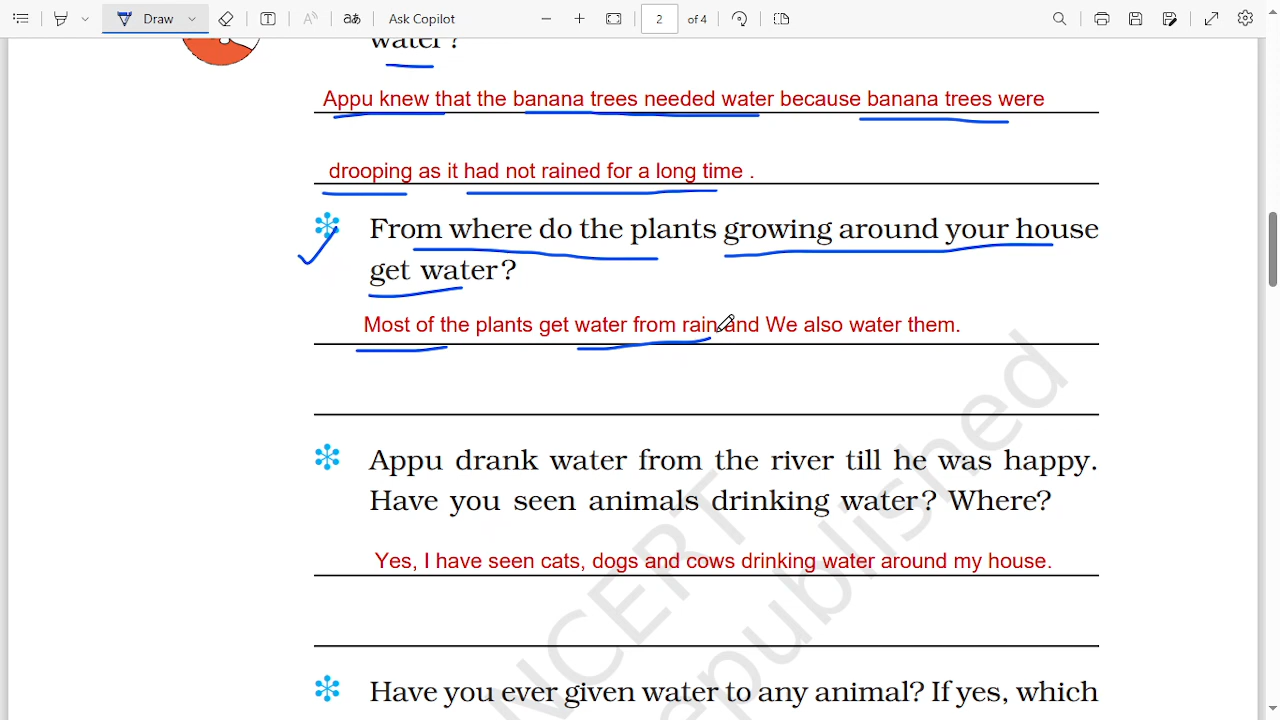 Draw
Ask Copilot
2 of 4
water?
Appu knew that the banana trees needed water because banana trees were
drooping as it had not rained for a long time .
From where do the plants growing around your house
get water?
Most of the plants get water from rain and We also water them.
Appu drank water from the river till he was happy.
Have you seen animals drinking water? Where?
Yes, I have seen cats, dogs and cows drinking water around my house.
Have you ever given water to any animal? If yes, which
NCERT
republished